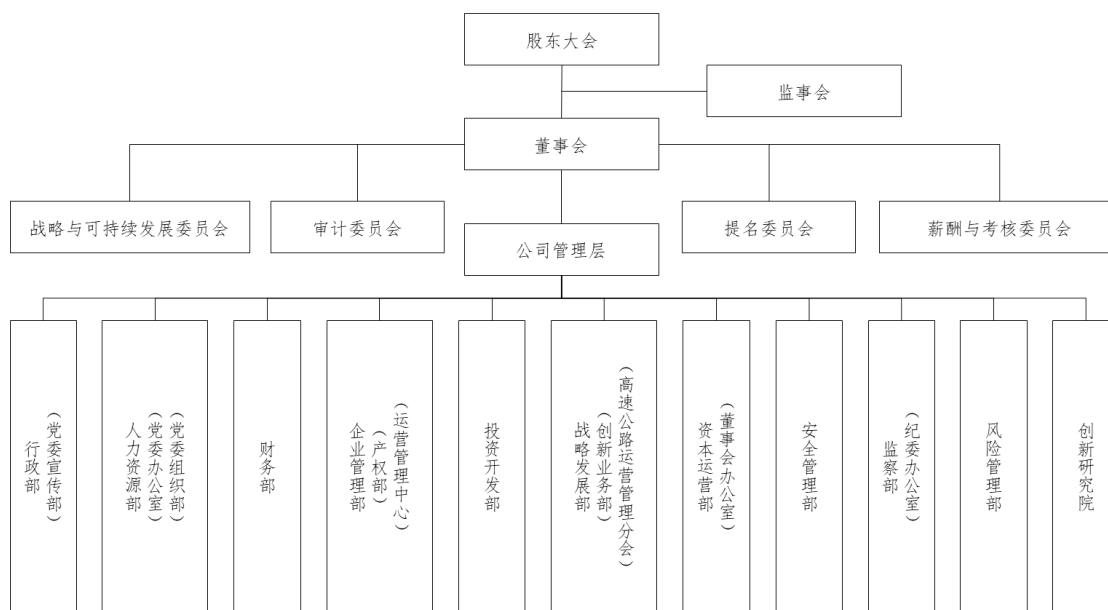 股东大会
监事会
董事会
战略与可持续发展委员会
审计委员会
提名委员会
薪酬与考核委员会
公司管理层
行政部
（党委宣传部）
人力资源部
（党委办公室）
（党委组织部）
财务部
企业管理部
（产权部）
（运营管理中心）
投资开发部
战略发展部
（创新业务部）
（高速公路运营管理分会）
资本运营部
（董事会办公室）
安全管理部
监察部
（纪委办公室）
风险管理部
创新研究院